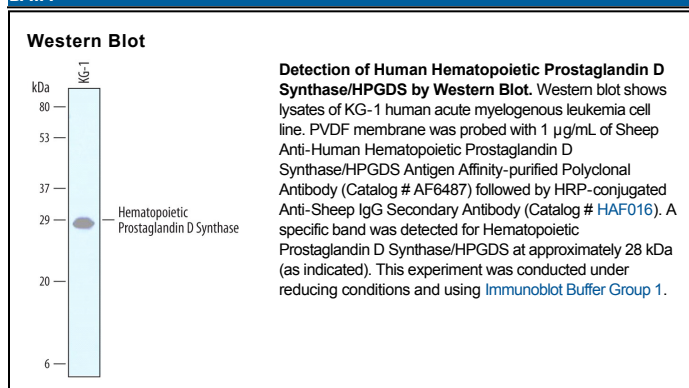 Western Blot
KG-1
kDa
80
53
37
29
20
6
Hematopoietic
Prostaglandin D Synthase
Detection of Human Hematopoietic Prostaglandin D
Synthase/HPGDS by Western Blot. Western blot shows
lysates of KG-1 human acute myelogenous leukemia cell
line. PVDF membrane was probed with 1 µg/mL of Sheep
Anti-Human Hematopoietic Prostaglandin D
Synthase/HPGDS Antigen Affinity-purified Polyclonal
Antibody (Catalog # AF6487) followed by HRP-conjugated
Anti-Sheep IgG Secondary Antibody (Catalog # HAF016). A
specific band was detected for Hematopoietic
Prostaglandin D Synthase/HPGDS at approximately 28 kDa
(as indicated). This experiment was conducted under
reducing conditions and using Immunoblot Buffer Group 1.